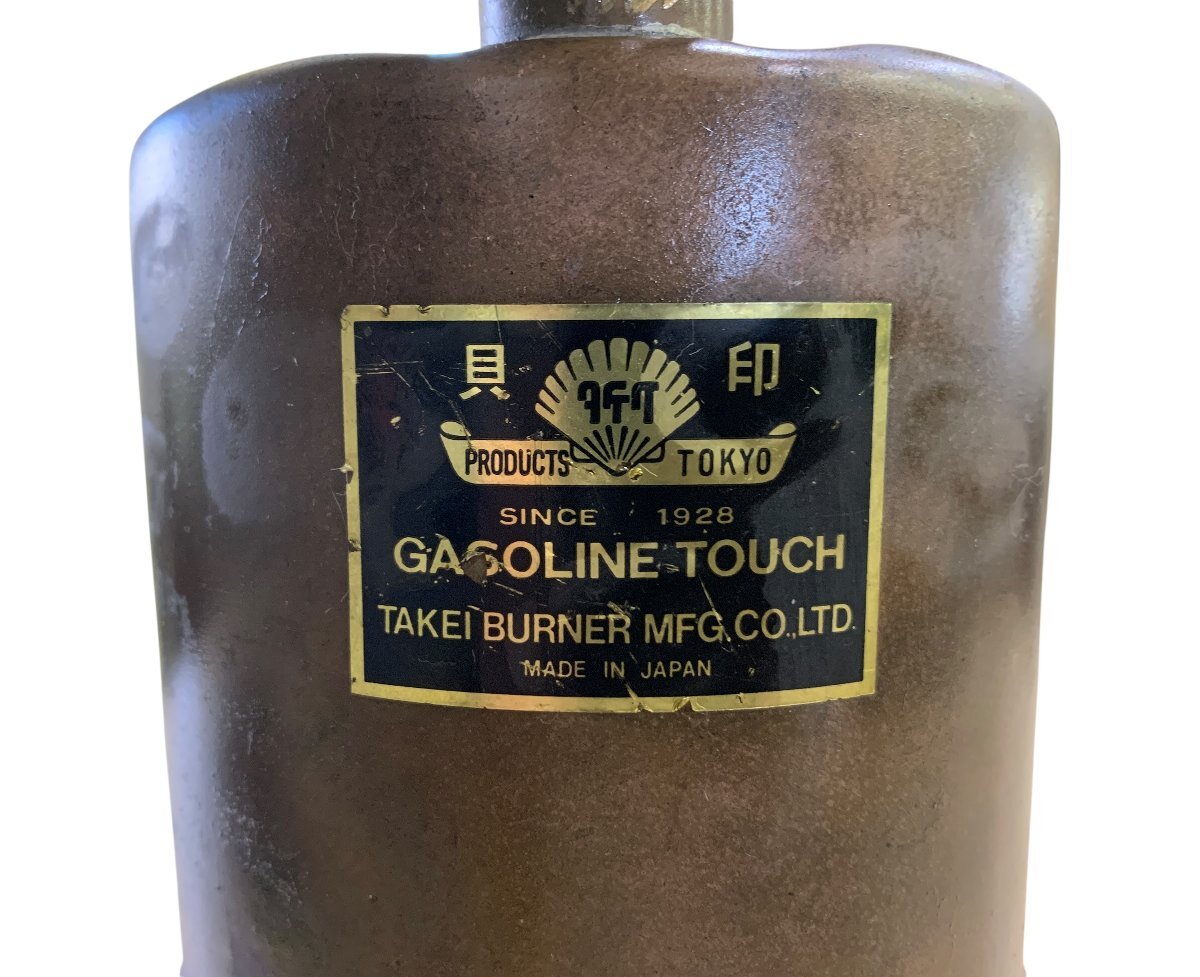 貝 印
PRODUCTS TOKYO
SINCE 1928
GASOLINE TOUCH
TAKEI BURNER MFG.CO.,LTD.
MADE IN JAPAN